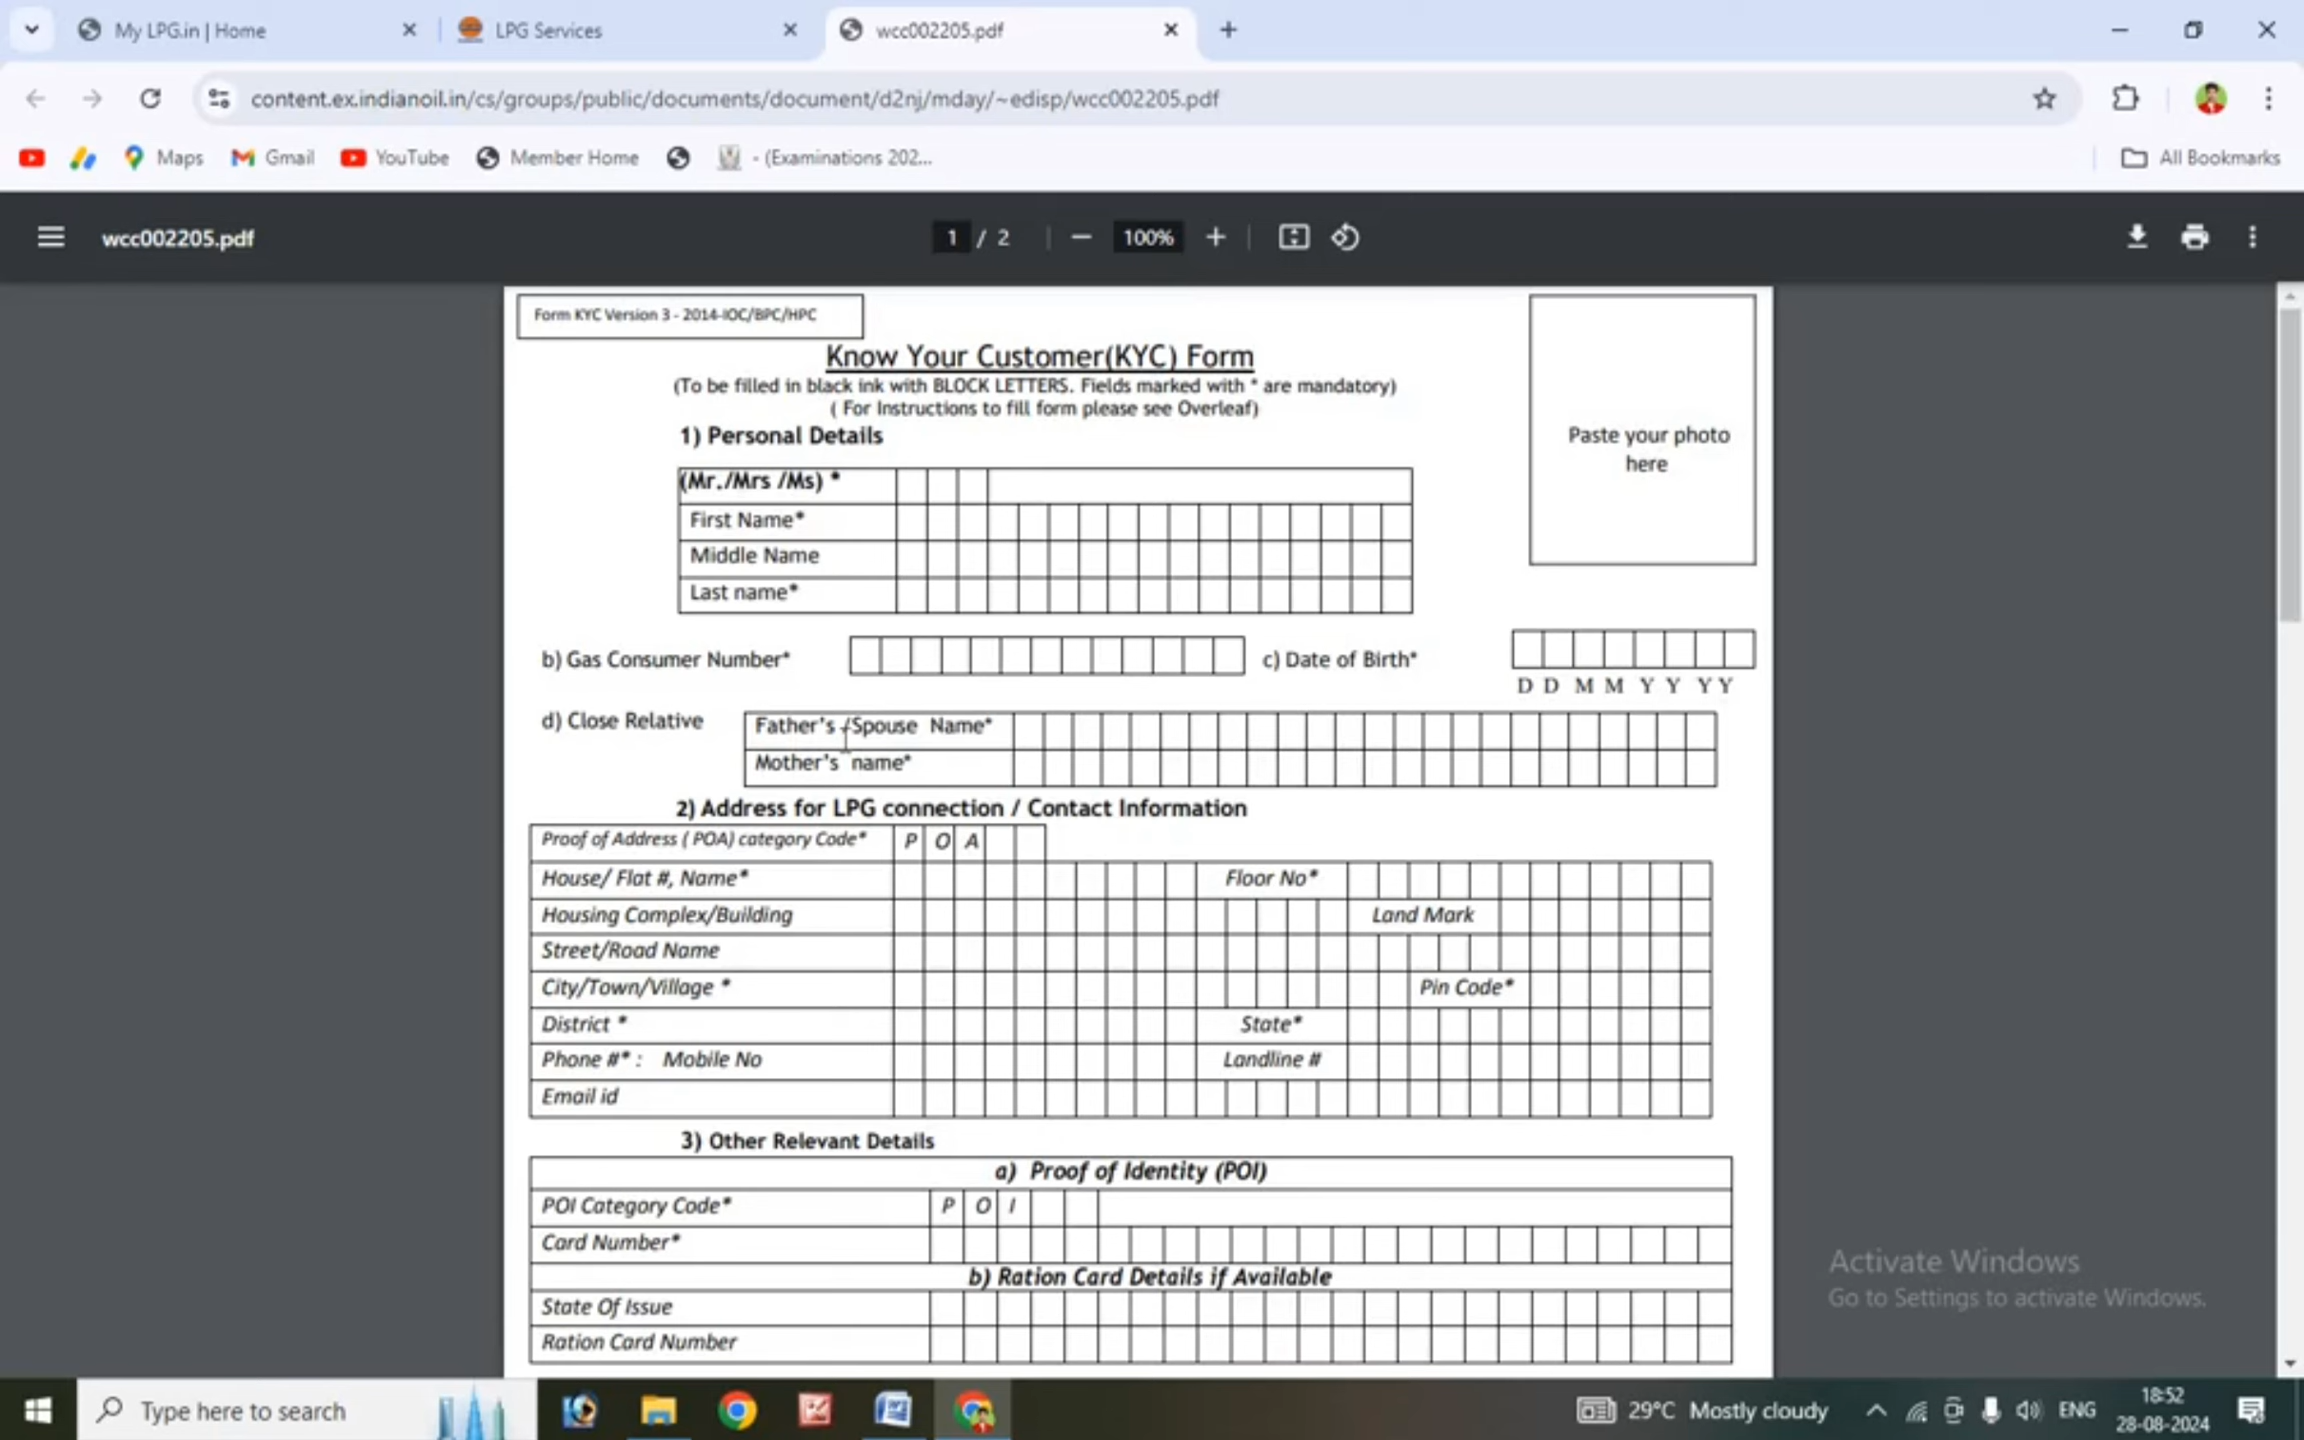 My LPG.in | Home
LPG Services
wcc002205.pdf
content.ex.indianoil.in/cs/groups/public/documents/document/d2nj/mday/~edisp/wcc002205.pdf
Maps
Gmail
YouTube
Member Home
- (Examinations 202...
All Bookmarks
wcc002205.pdf
1 / 2
100%
Form KYC Version 3 - 2014-IOC/BPC/HPC
Know Your Customer(KYC) Form
(To be filled in black ink with BLOCK LETTERS. Fields marked with * are mandatory)
( For Instructions to fill form please see Overleaf)
Paste your photo
here
1) Personal Details
(Mr./Mrs /Ms) *
First Name*
Middle Name
Last name*
b) Gas Consumer Number*
c) Date of Birth*
D D M M Y Y Y Y
d) Close Relative
Father's /Spouse Name*
Mother's name*
2) Address for LPG connection / Contact Information
Proof of Address ( POA) category Code* P O A
House/ Flat #, Name* Floor No*
Housing Complex/Building Land Mark
Street/Road Name
City/Town/Village * Pin Code*
District * State*
Phone #* : Mobile No Landline #
Email id
3) Other Relevant Details
a) Proof of Identity (POI)
POI Category Code* P O I
Card Number*
b) Ration Card Details if Available
State Of Issue
Ration Card Number
Activate Windows
Go to Settings to activate Windows.
Type here to search
29°C Mostly cloudy
ENG
18:52
28-08-2024